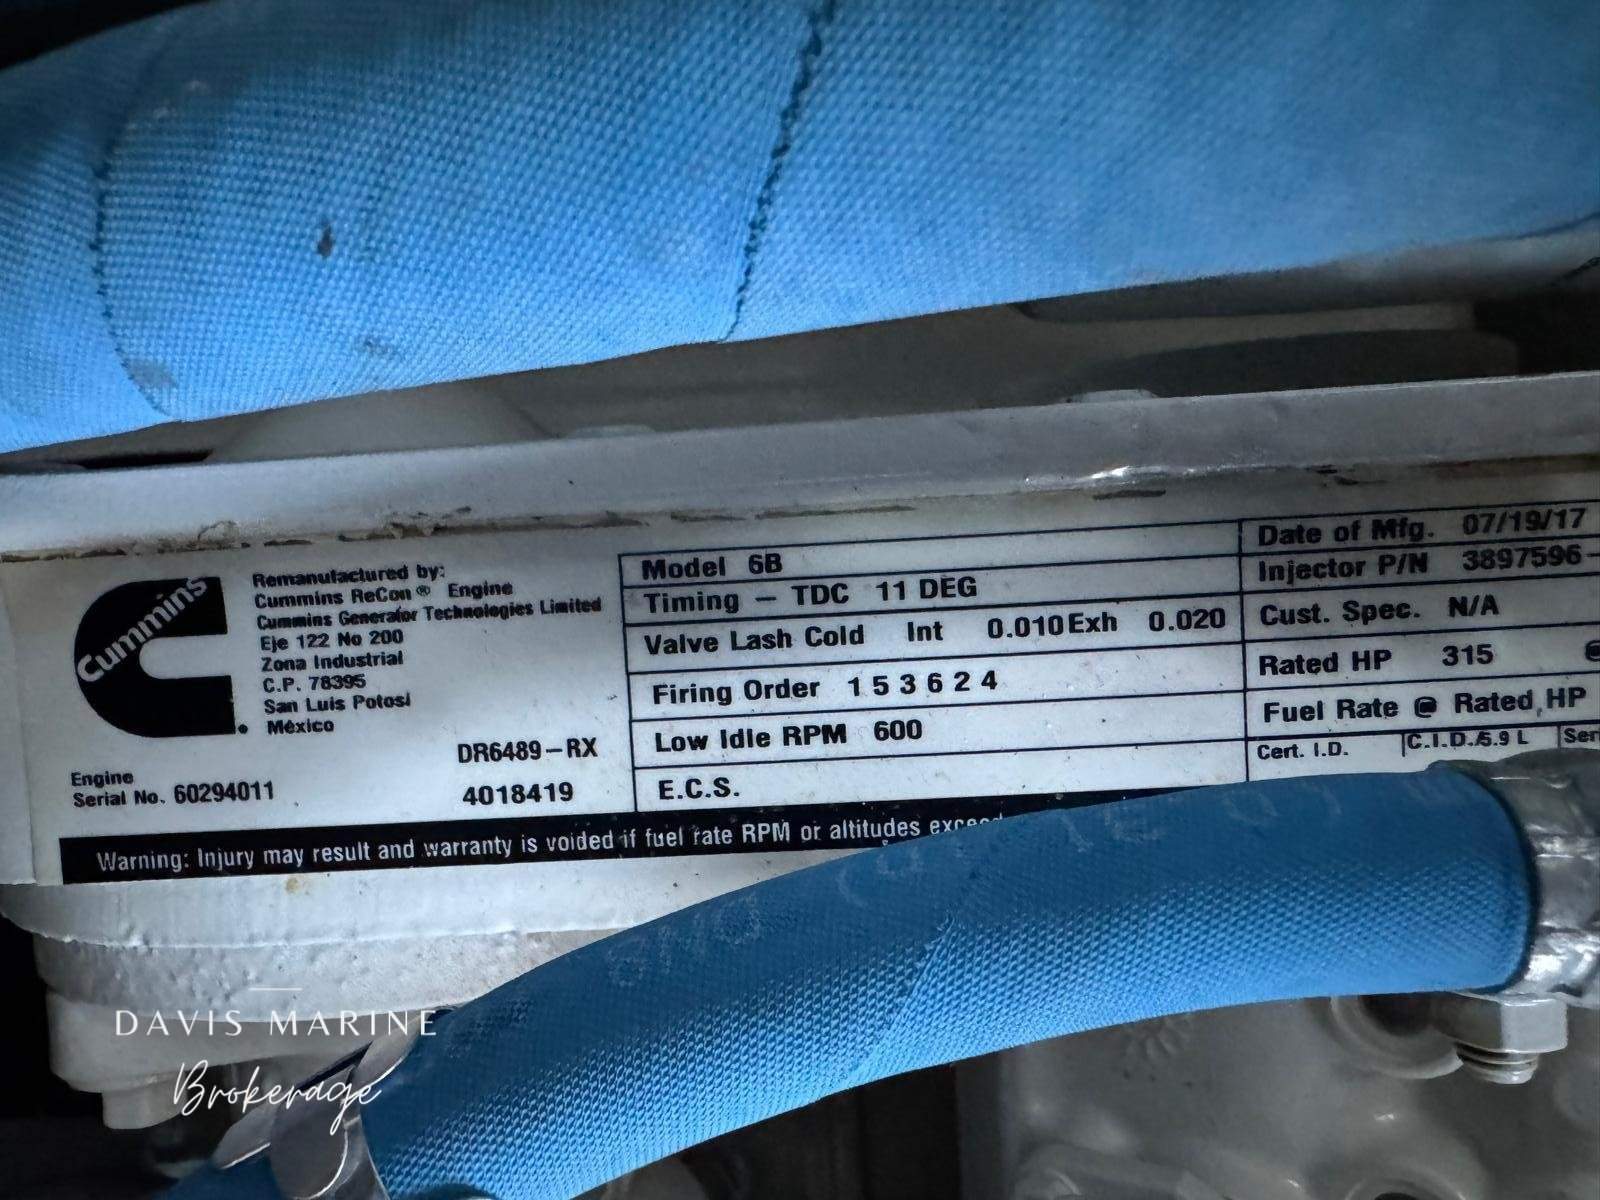 Cummins
Remanufactured by:
Cummins ReCon® Engine
Cummins Generator Technologies Limited
Eje 122 No 200
Zona Industrial
C.P. 78395
San Luis Potosi
México
DR6489-RX
Engine
Serial No. 60294011
4018419
Model 6B
Timing - TDC 11 DEG
Valve Lash Cold Int 0.010 Exh 0.020
Firing Order 1 5 3 6 2 4
Low Idle RPM 600
E.C.S.
Date of Mfg. 07/19/17
Injector P/N 3897596-
Cust. Spec. N/A
Rated HP 315 @
Fuel Rate @ Rated HP
Cert. I.D. C.I.D./5.9 L Ser
Warning: Injury may result and warranty is voided if fuel rate RPM or altitudes exceed
DAVIS MARINE
Brokerage